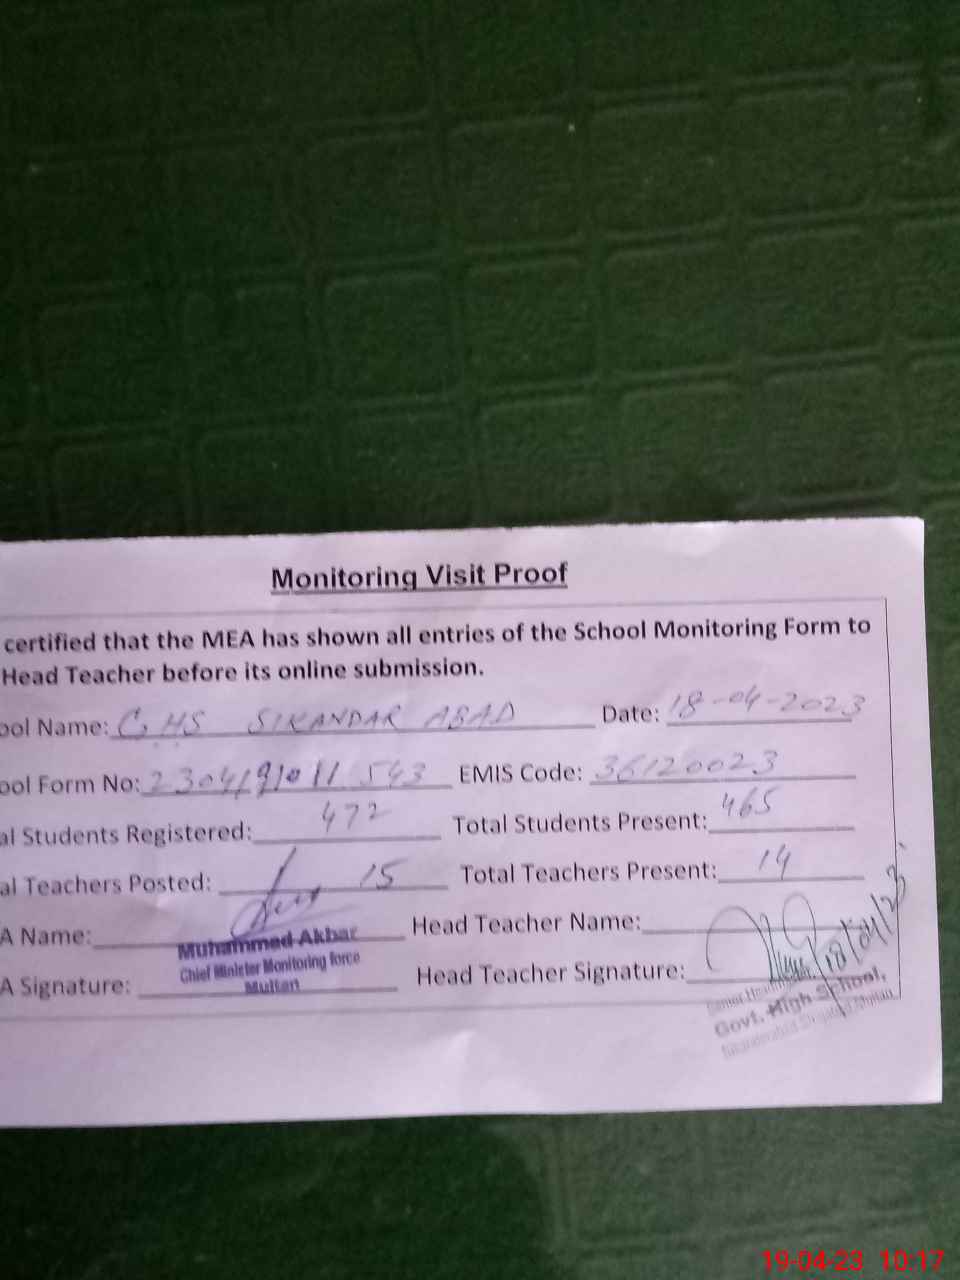 Monitoring Visit Proof
certified that the MEA has shown all entries of the School Monitoring Form to
Head Teacher before its online submission.
ool Name: GHS SIKANDAR ABAD Date: 18-04-2023
ool Form No: EMIS Code: 36120023
al Students Registered: 472 Total Students Present: 465
al Teachers Posted: 15 Total Teachers Present: 14
A Name: Muhammad Akbar Head Teacher Name:
Chief Minister Monitoring force
A Signature: Multan Head Teacher Signature:
Govt. High School,
19-04-23 10:17